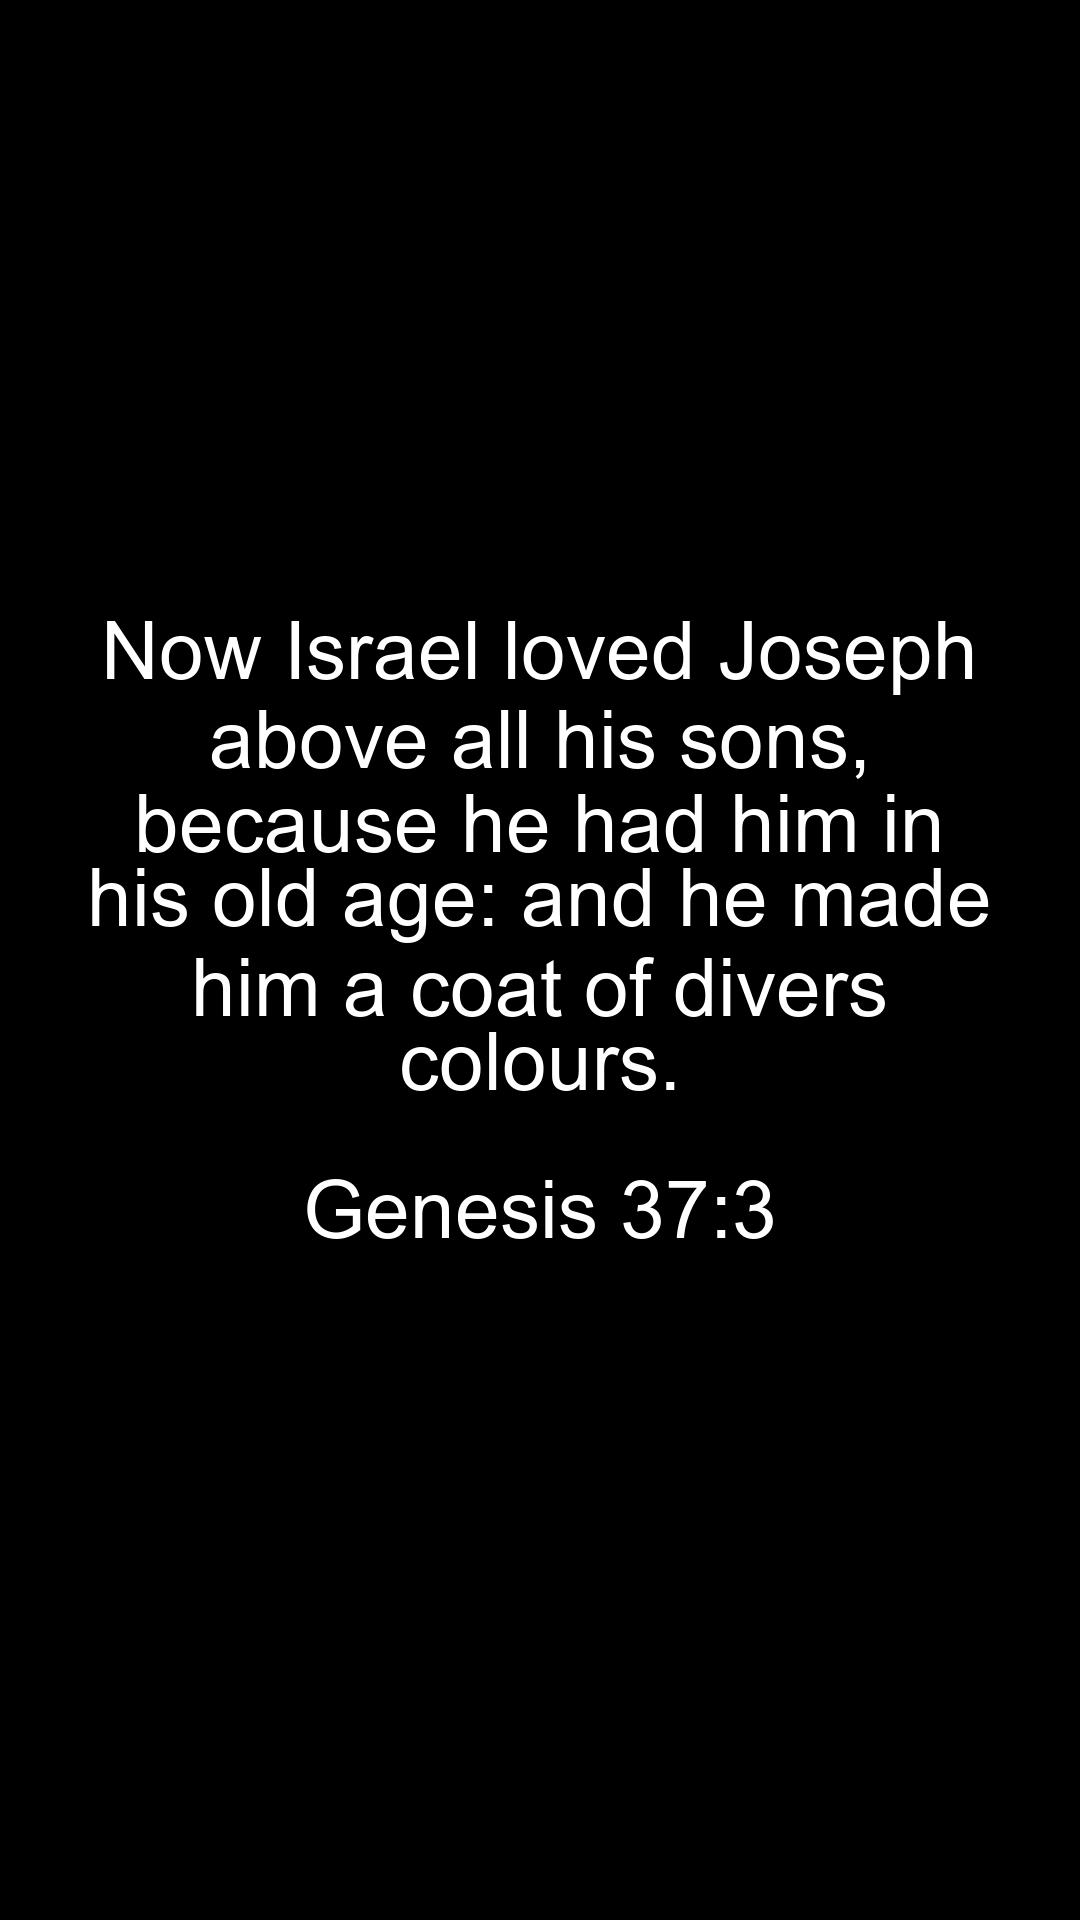 Now Israel loved Joseph
above all his sons,
because he had him in
his old age: and he made
him a coat of divers
colours.
Genesis 37:3